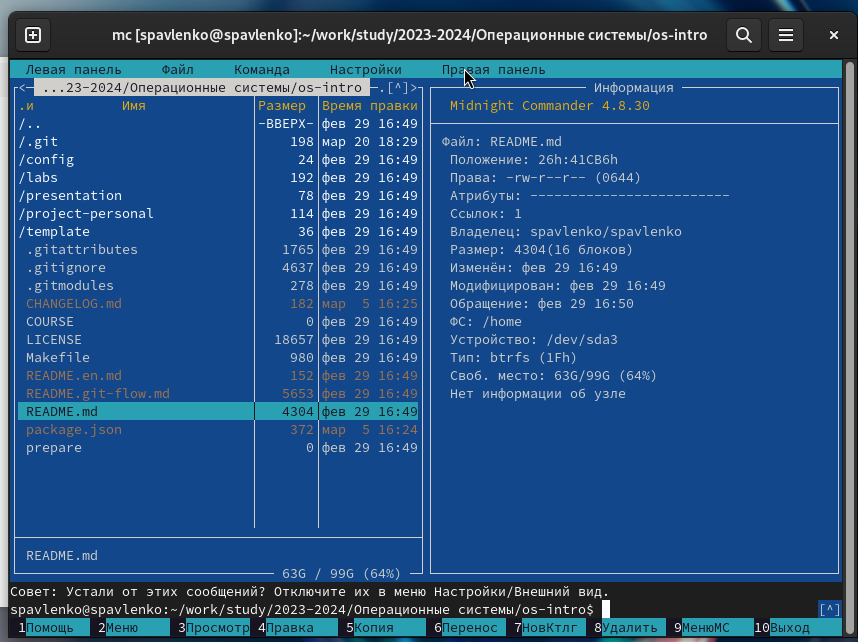 mc [spavlenko@spavlenko]:~/work/study/2023-2024/Операционные системы/os-intro
Левая панель Файл Команда Настройки Правая панель
<— ...23-2024/Операционные системы/os-intro —.[^]>
.и Имя Размер Время правки
/.. -ВВЕРХ- фев 29 16:49
/.git 198 мар 20 18:29
/config 24 фев 29 16:49
/labs 192 фев 29 16:49
/presentation 78 фев 29 16:49
/project-personal 114 фев 29 16:49
/template 36 фев 29 16:49
.gitattributes 1765 фев 29 16:49
.gitignore 4637 фев 29 16:49
.gitmodules 278 фев 29 16:49
CHANGELOG.md 182 мар 5 16:25
COURSE 0 фев 29 16:49
LICENSE 18657 фев 29 16:49
Makefile 980 фев 29 16:49
README.en.md 152 фев 29 16:49
README.git-flow.md 5653 фев 29 16:49
README.md 4304 фев 29 16:49
package.json 372 мар 5 16:24
prepare 0 фев 29 16:49
README.md
63G / 99G (64%)
Информация
Midnight Commander 4.8.30
Файл: README.md
Положение: 26h:41CB6h
Права: -rw-r--r-- (0644)
Атрибуты: -------------------------
Ссылок: 1
Владелец: spavlenko/spavlenko
Размер: 4304(16 блоков)
Изменён: фев 29 16:49
Модифицирован: фев 29 16:49
Обращение: фев 29 16:50
ФС: /home
Устройство: /dev/sda3
Тип: btrfs (1Fh)
Своб. место: 63G/99G (64%)
Нет информации об узле
Совет: Устали от этих сообщений? Отключите их в меню Настройки/Внешний вид.
spavlenko@spavlenko:~/work/study/2023-2024/Операционные системы/os-intro$ [^]
1Помощь 2Меню 3Просмотр 4Правка 5Копия 6Перенос 7НовКтлг 8Удалить 9МенюМС 10Выход